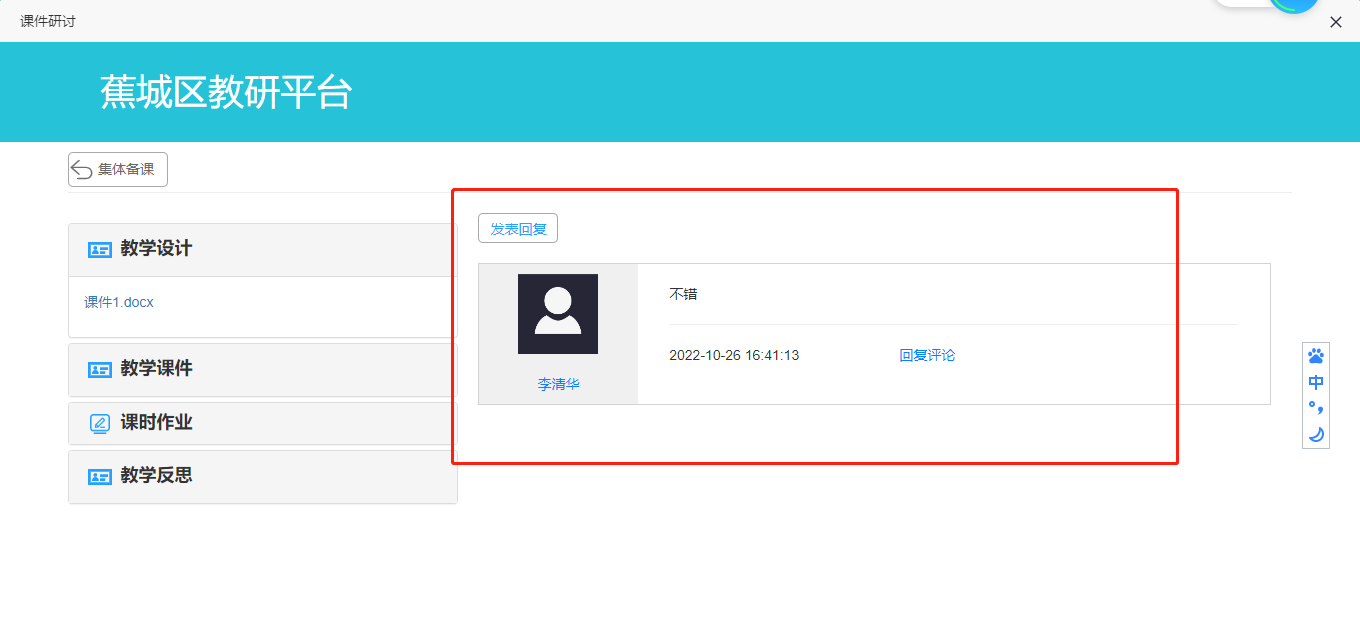 课件研讨
蕉城区教研平台
集体备课
教学设计
课件1.docx
教学课件
课时作业
教学反思
发表回复
不错
2022-10-26 16:41:13 回复评论
李清华
中